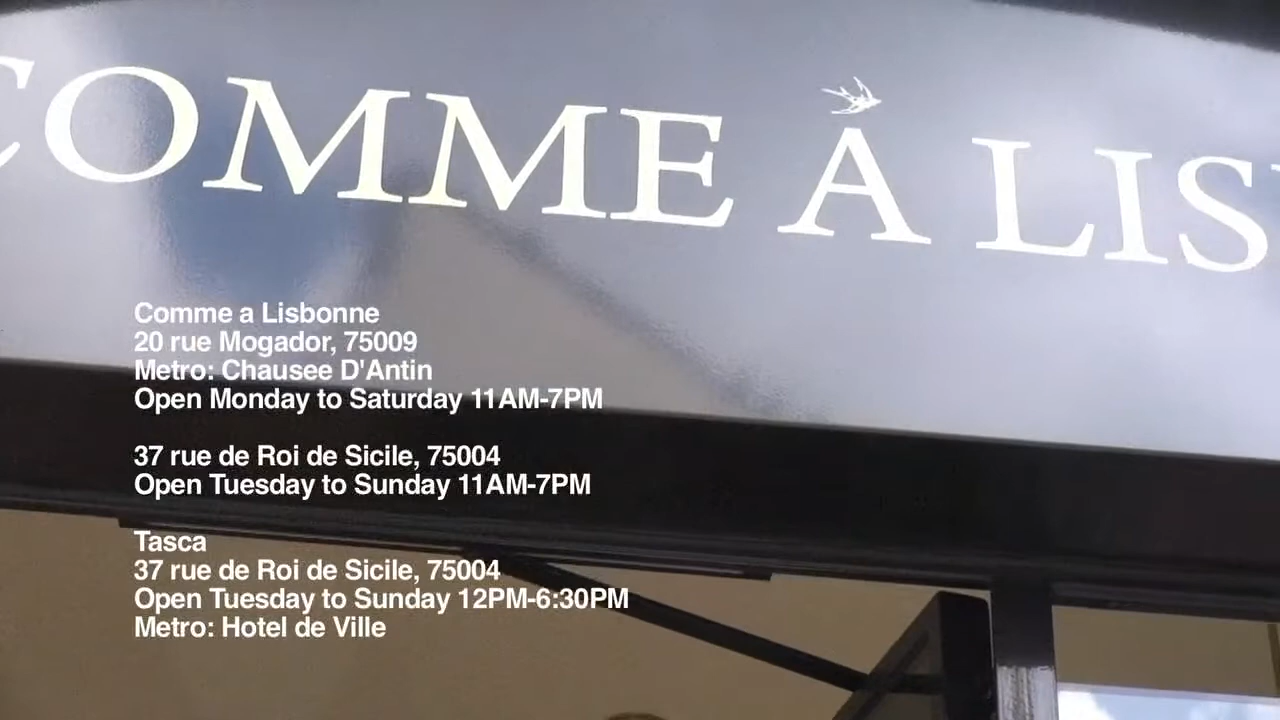 COMME À LIS
Comme a Lisbonne
20 rue Mogador, 75009
Metro: Chausee D'Antin
Open Monday to Saturday 11AM-7PM
37 rue de Roi de Sicile, 75004
Open Tuesday to Sunday 11AM-7PM
Tasca
37 rue de Roi de Sicile, 75004
Open Tuesday to Sunday 12PM-6:30PM
Metro: Hotel de Ville